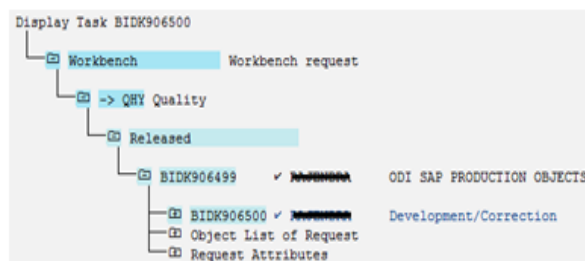 Display Task BIDK906500
Workbench Workbench request
-> QHY Quality
Released
BIDK906499 ✓ ODI SAP PRODUCTION OBJECTS
BIDK906500 ✓ Development/Correction
Object List of Request
Request Attributes